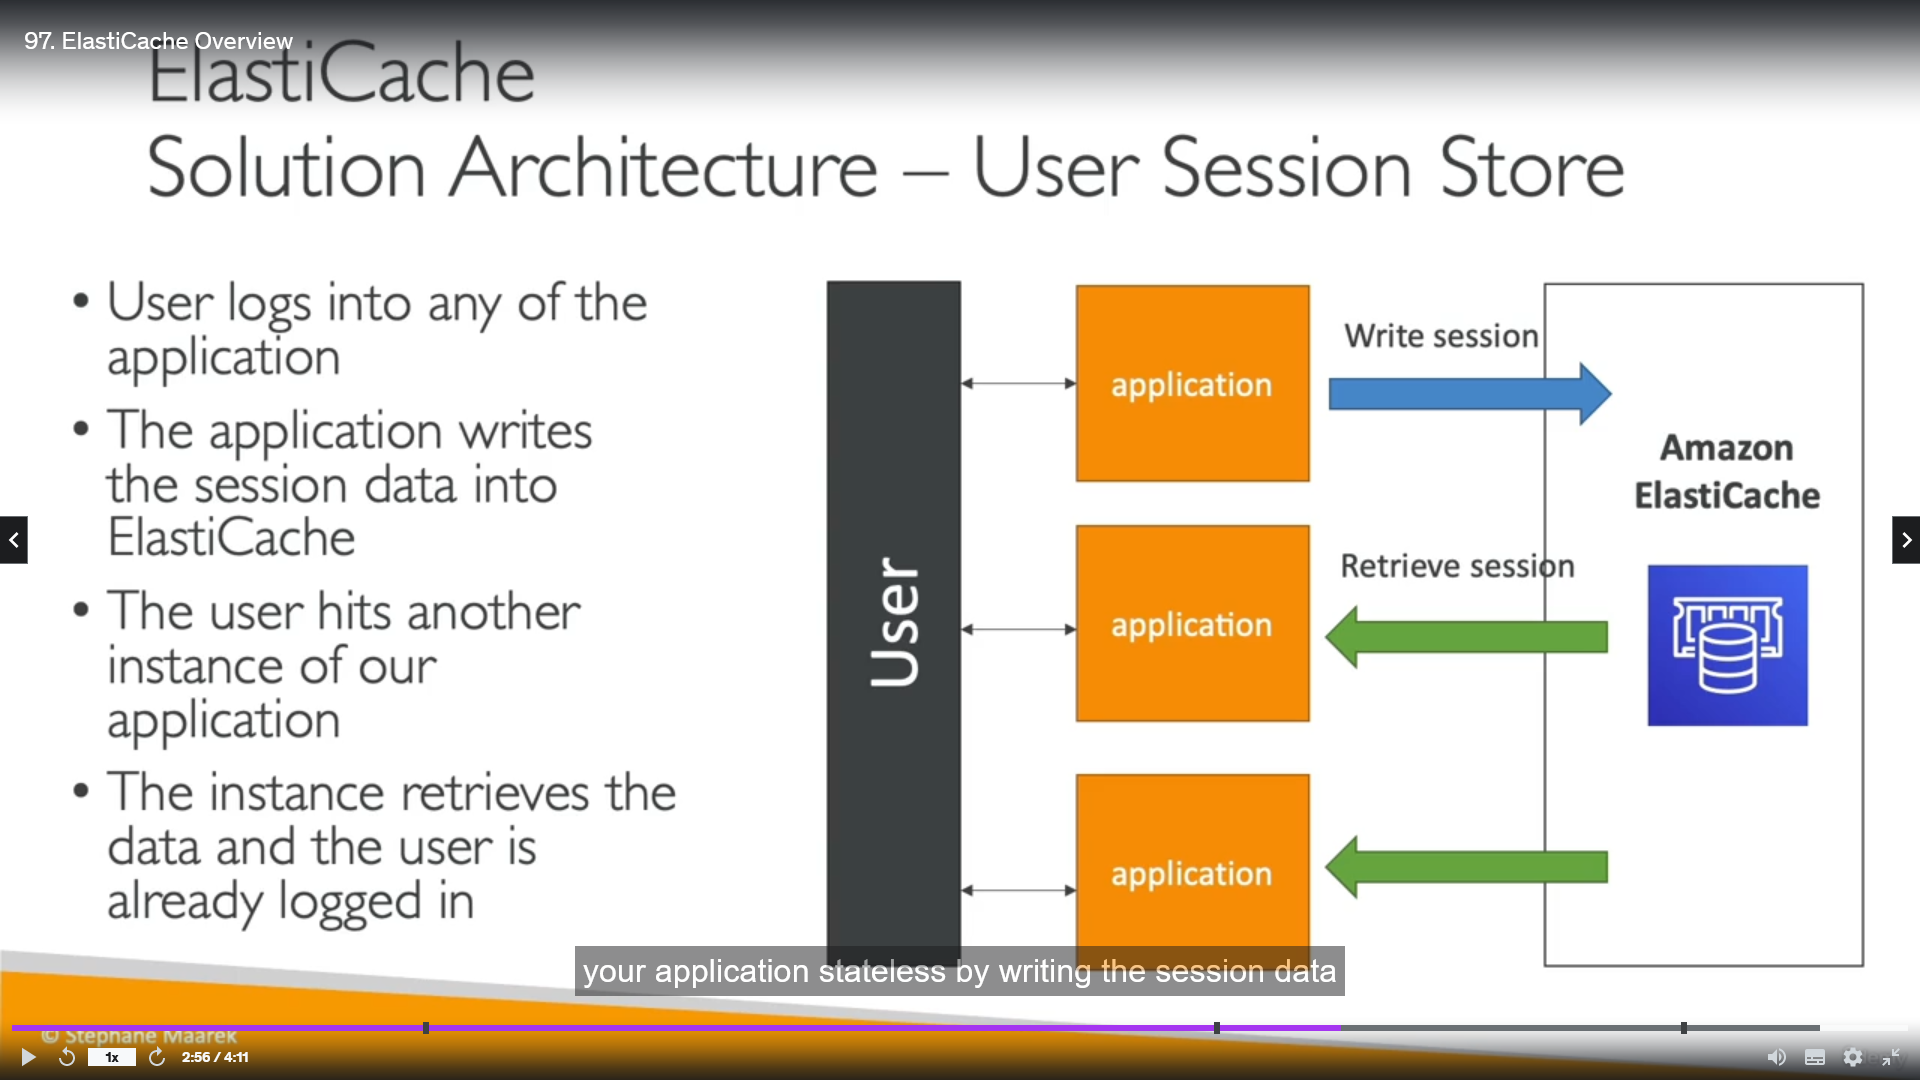 97. ElastiCache Overview
ElastiCache
Solution Architecture – User Session Store
• User logs into any of the
application
• The application writes
the session data into
ElastiCache
• The user hits another
instance of our
application
• The instance retrieves the
data and the user is
already logged in
User
application
application
application
Write session
Retrieve session
Amazon
ElastiCache
your application stateless by writing the session data
© Stephane Maarek
1x
2:56 / 4:11